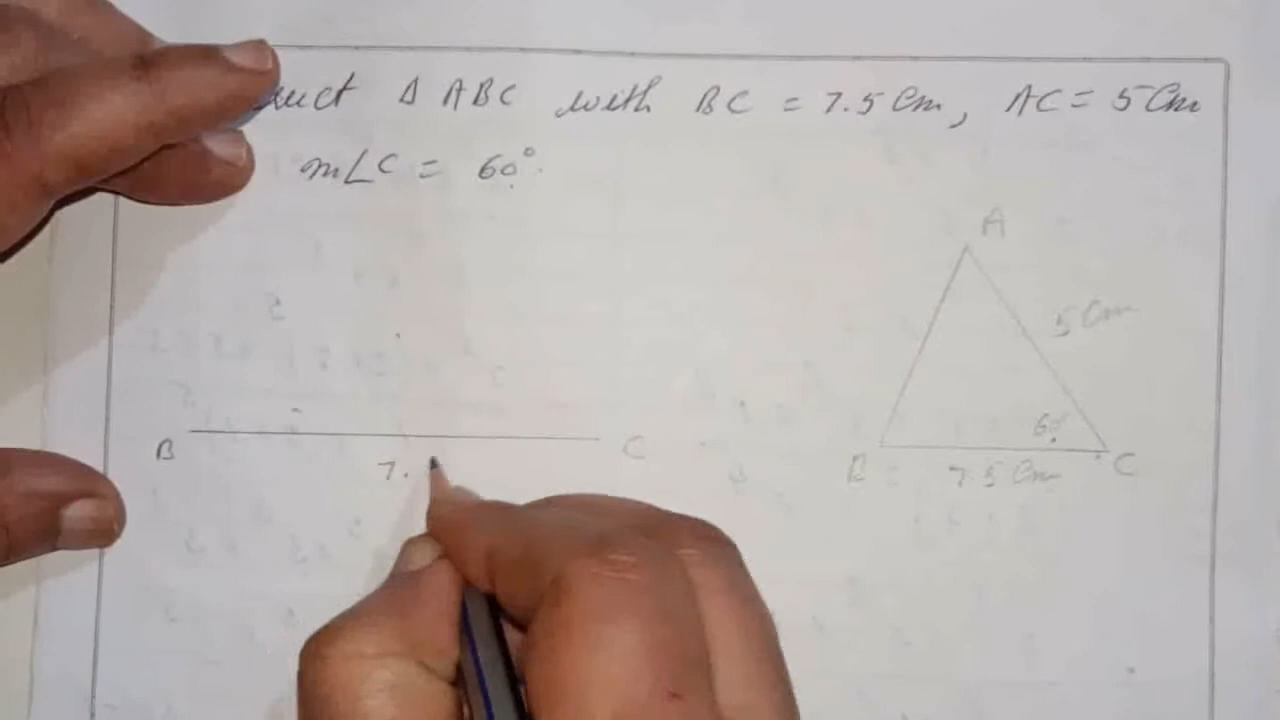 uct Δ ABC with BC = 7.5 Cm, AC = 5 Cm
m∠C = 60°.
A
5 Cm
60°
B C
7.5 Cm
B C
7.